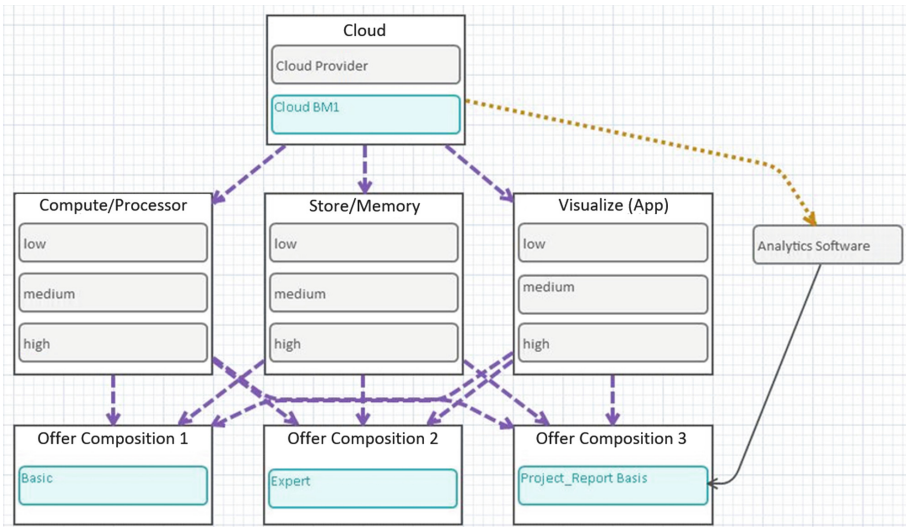 Cloud
Cloud Provider
Cloud BM1
Compute/Processor
low
medium
high
Store/Memory
low
medium
high
Visualize (App)
low
medium
high
Analytics Software
Offer Composition 1
Basic
Offer Composition 2
Expert
Offer Composition 3
Project_Report Basis